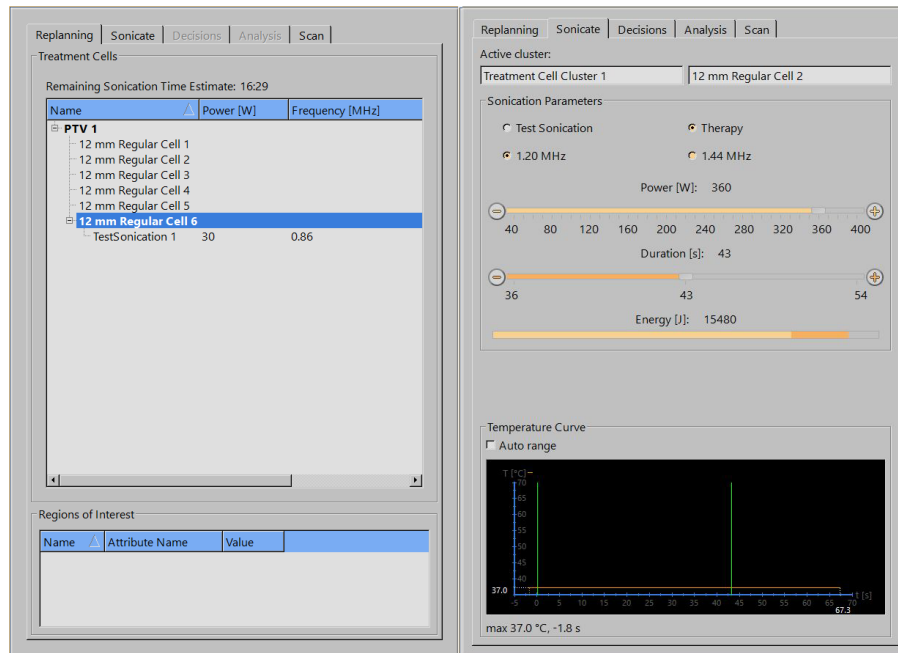 Replanning Sonicate Decisions Analysis Scan
Treatment Cells
Remaining Sonication Time Estimate: 16:29
Name Power [W] Frequency [MHz]
PTV 1
12 mm Regular Cell 1
12 mm Regular Cell 2
12 mm Regular Cell 3
12 mm Regular Cell 4
12 mm Regular Cell 5
12 mm Regular Cell 6
TestSonication 1 30 0.86
Regions of Interest
Name Attribute Name Value
Replanning Sonicate Decisions Analysis Scan
Active cluster:
Treatment Cell Cluster 1 12 mm Regular Cell 2
Sonication Parameters
Test Sonication Therapy
1.20 MHz 1.44 MHz
Power [W]: 360
40 80 120 160 200 240 280 320 360 400
Duration [s]: 43
36 43 54
Energy [J]: 15480
Temperature Curve
Auto range
T [°C]
70
65
60
55
50
45
40
37.0
-5 0 5 10 15 20 25 30 35 40 45 50 55 60 65 70 t [s]
67.3
max 37.0 °C, -1.8 s